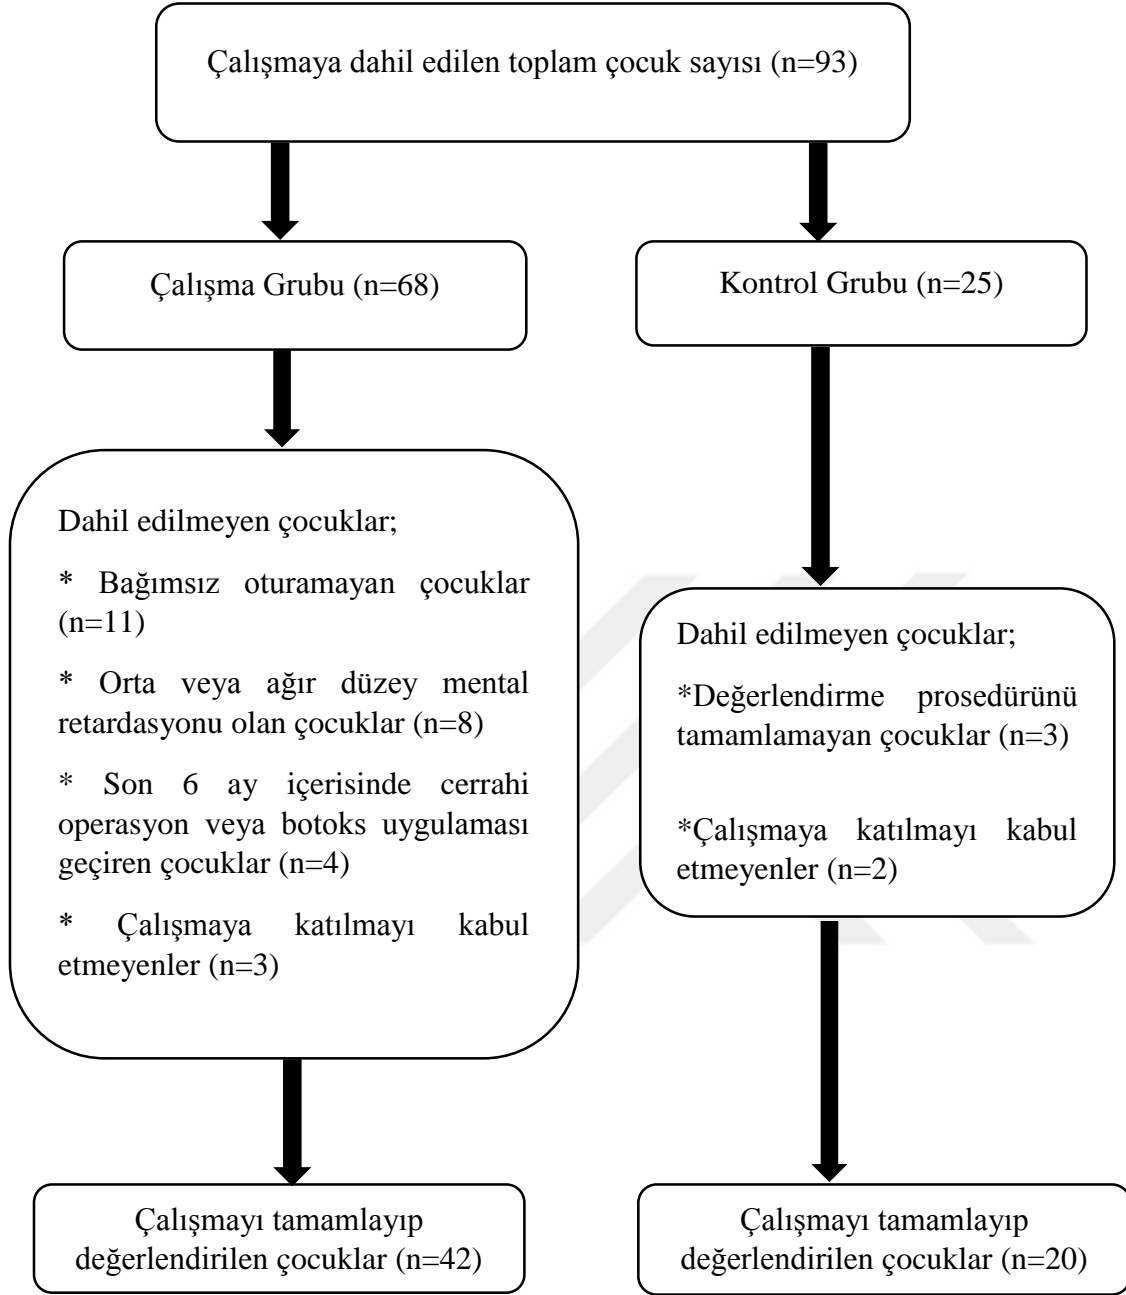 Çalışmaya dahil edilen toplam çocuk sayısı (n=93)
Çalışma Grubu (n=68)
Kontrol Grubu (n=25)
Dahil edilmeyen çocuklar;
* Bağımsız oturamayan çocuklar
(n=11)
* Orta veya ağır düzey mental
retardasyonu olan çocuklar (n=8)
* Son 6 ay içerisinde cerrahi
operasyon veya botoks uygulaması
geçiren çocuklar (n=4)
* Çalışmaya katılmayı kabul
etmeyenler (n=3)
Dahil edilmeyen çocuklar;
*Değerlendirme prosedürünü
tamamlamayan çocuklar (n=3)
*Çalışmaya katılmayı kabul
etmeyenler (n=2)
Çalışmayı tamamlayıp
değerlendirilen çocuklar (n=42)
Çalışmayı tamamlayıp
değerlendirilen çocuklar (n=20)